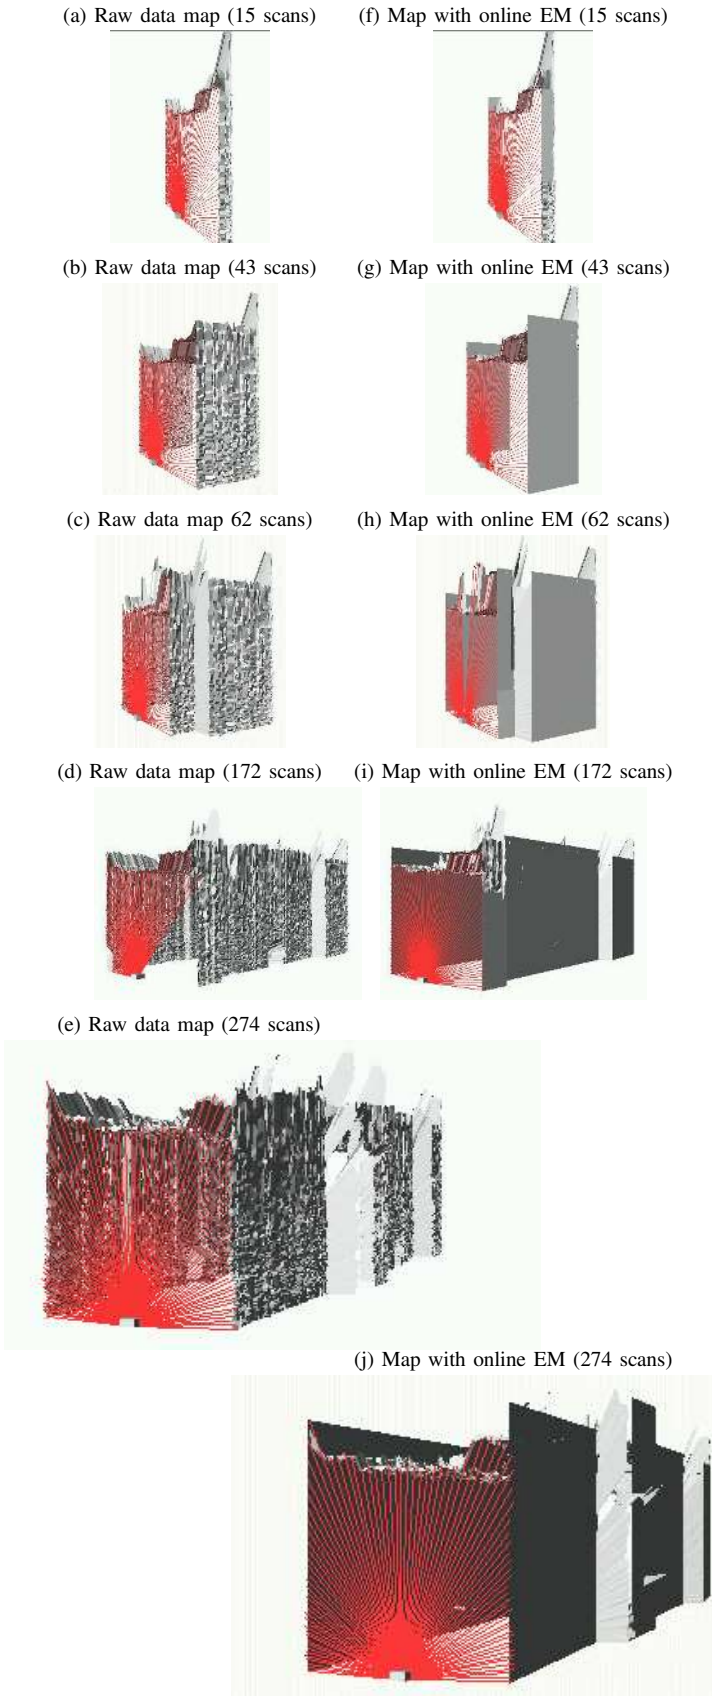 (a) Raw data map (15 scans)
(f) Map with online EM (15 scans)
(b) Raw data map (43 scans)
(g) Map with online EM (43 scans)
(c) Raw data map 62 scans)
(h) Map with online EM (62 scans)
(d) Raw data map (172 scans)
(i) Map with online EM (172 scans)
(e) Raw data map (274 scans)
(j) Map with online EM (274 scans)